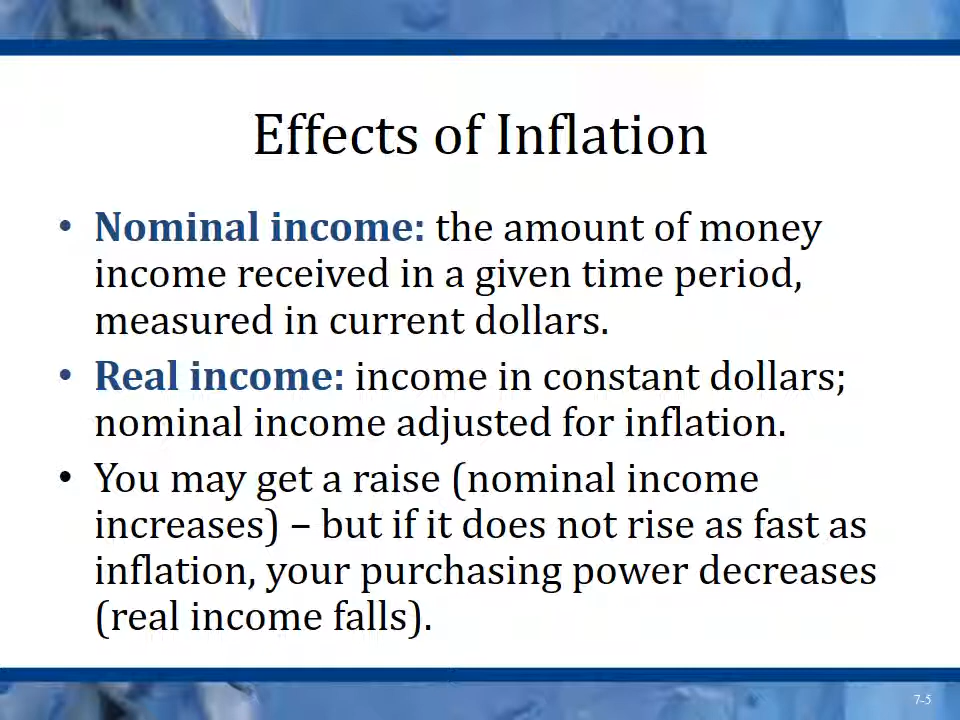 Effects of Inflation
• Nominal income: the amount of money
income received in a given time period,
measured in current dollars.
• Real income: income in constant dollars;
nominal income adjusted for inflation.
• You may get a raise (nominal income
increases) – but if it does not rise as fast as
inflation, your purchasing power decreases
(real income falls).
7-5